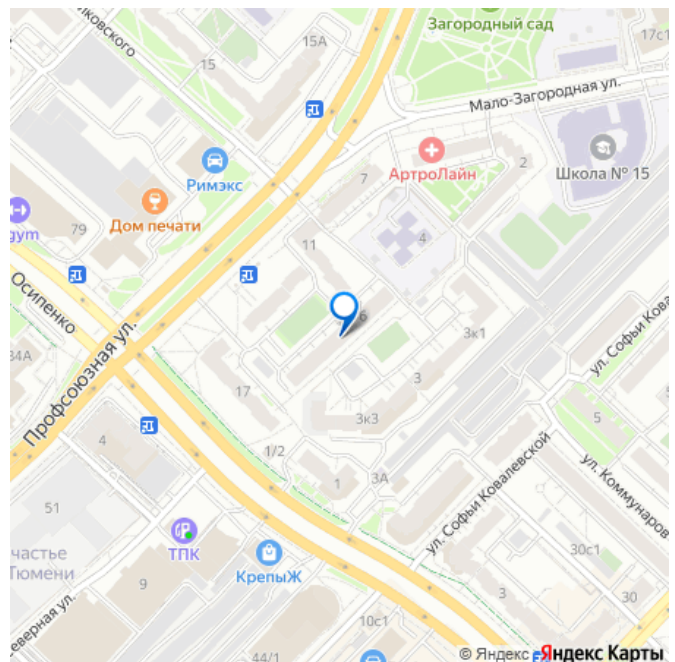 Загородный сад
17с1
15А
15
Мало-Загородная ул.
Римэкс
АртроЛайн
2
Школа № 15
7
Дом печати
gym
79
11
4
Осипенко
6
34А
Профсоюзная ул.
3к1
ул. Софьи Кова
17
3
3к3
5
4
1/2
1
3А
ул. Софьи Ковалевской
ул. Коммунаров
51
ТПК
КрепыЖ
частье
Тюмени
9
30с1
3
30
10с1
44/1
© Яндекс
Яндекс Карты